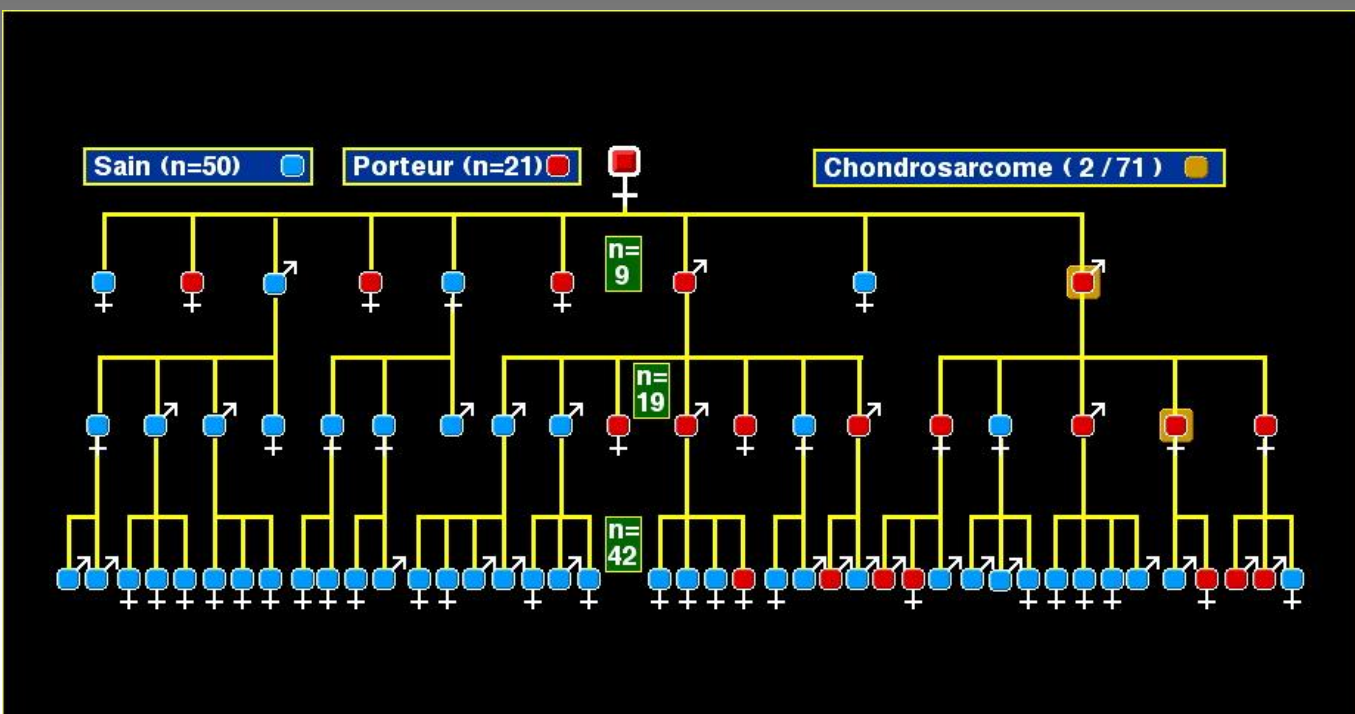 Sain (n=50)
Porteur (n=21)
Chondrosarcome ( 2 / 71 )
n=
9
n=
19
n=
42